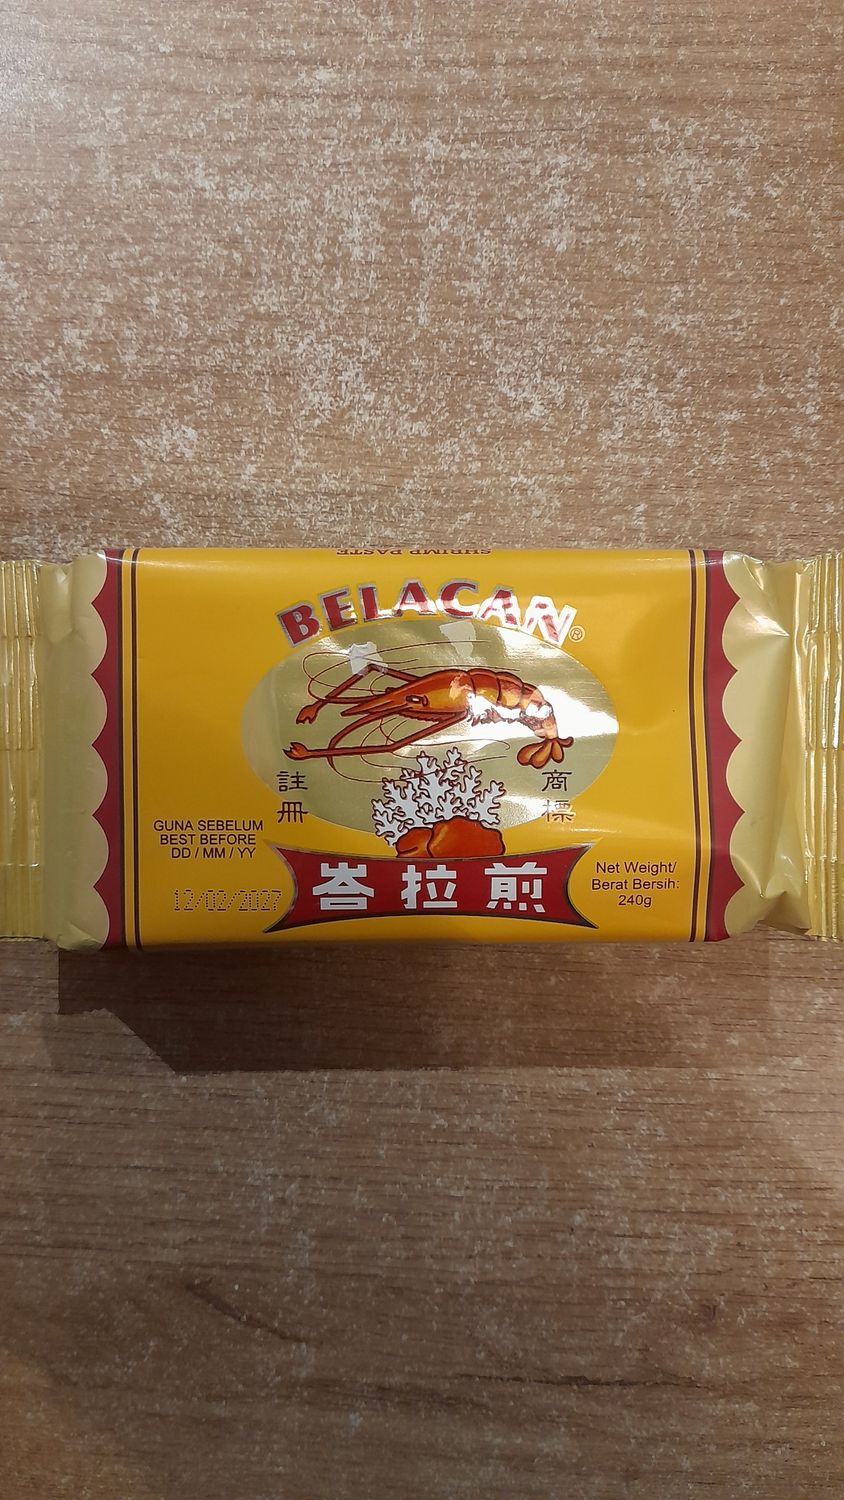 SHRIMP PASTE
BELACAN®
註冊
商標
GUNA SEBELUM
BEST BEFORE
DD / MM / YY
12/02/2027
峇拉煎
Net Weight/
Berat Bersih:
240g